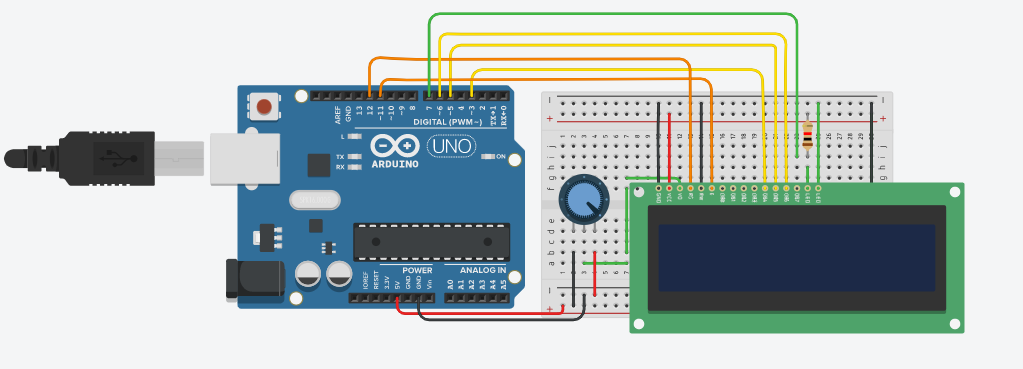 AREF
GND
13
12
~11
~10
~9
8
7
~6
~5
4
~3
2
TX→1
RX←0
DIGITAL (PWM~)
L
TX
RX
ARDUINO
UNO
ON
POWER
ANALOG IN
IOREF
RESET
3.3V
5V
GND
GND
Vin
A0
A1
A2
A3
A4
A5
GND
VCC
V0
RS
RW
E
DB0
DB1
DB2
DB3
DB4
DB5
DB6
DB7
LED
LED